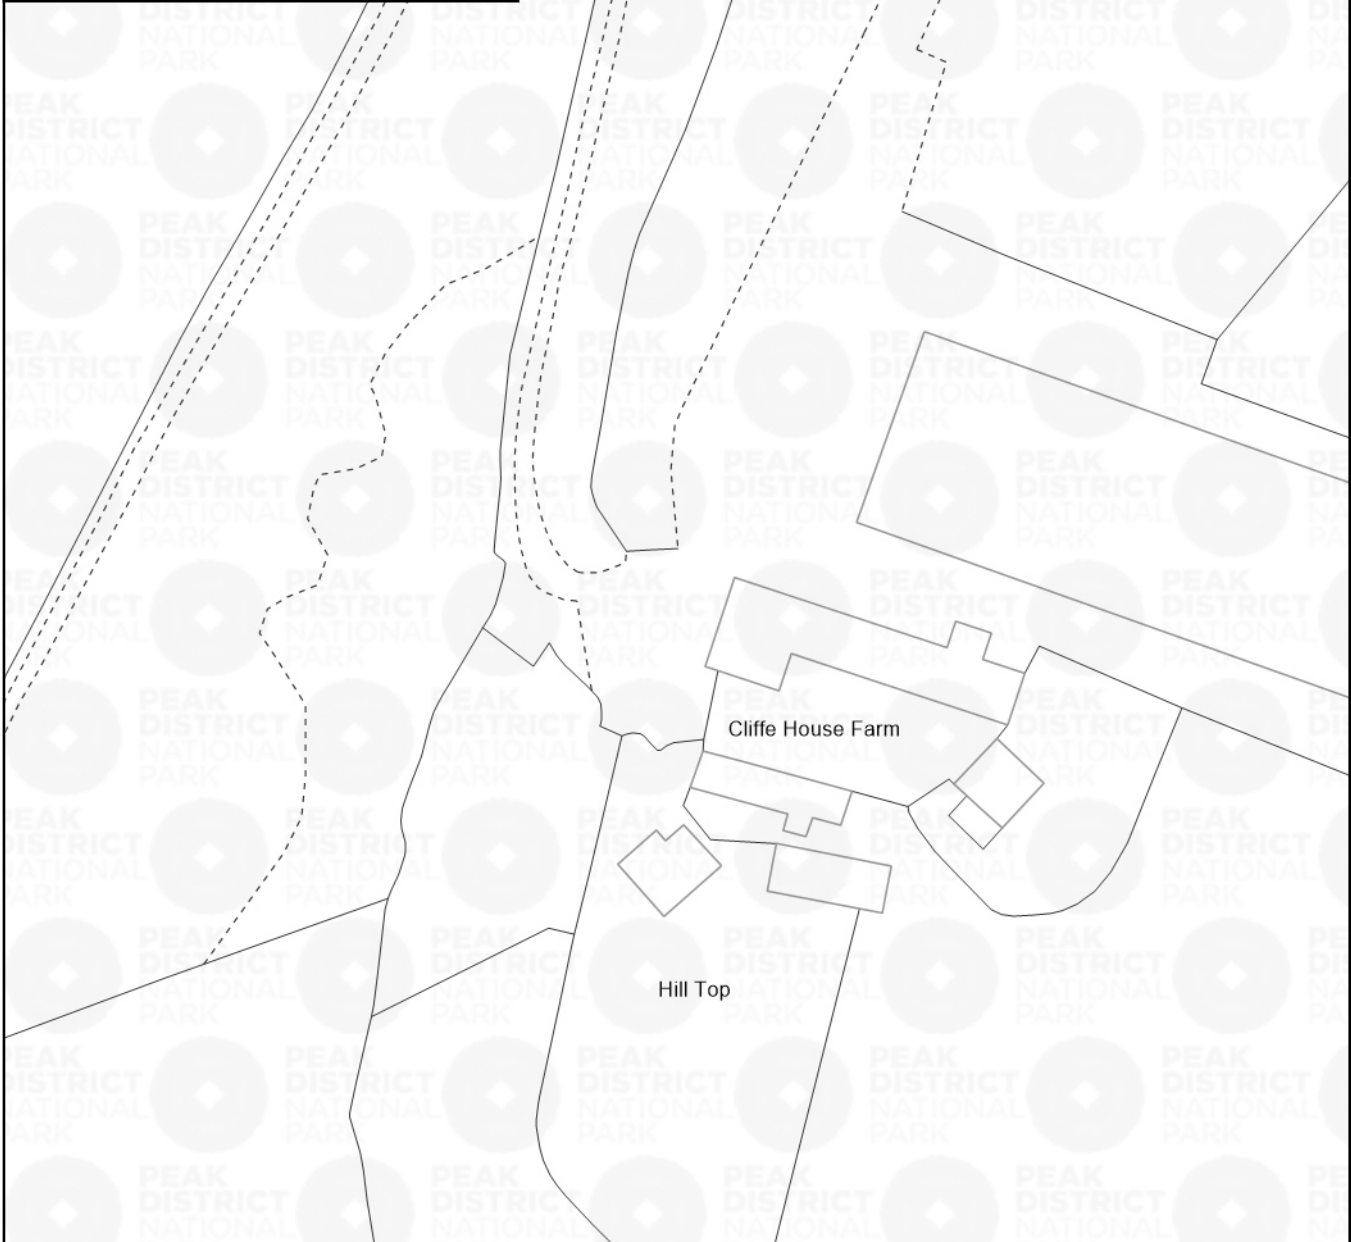 Cliffe House Farm
Hill Top
PEAK
DISTRICT
NATIONAL
PARK